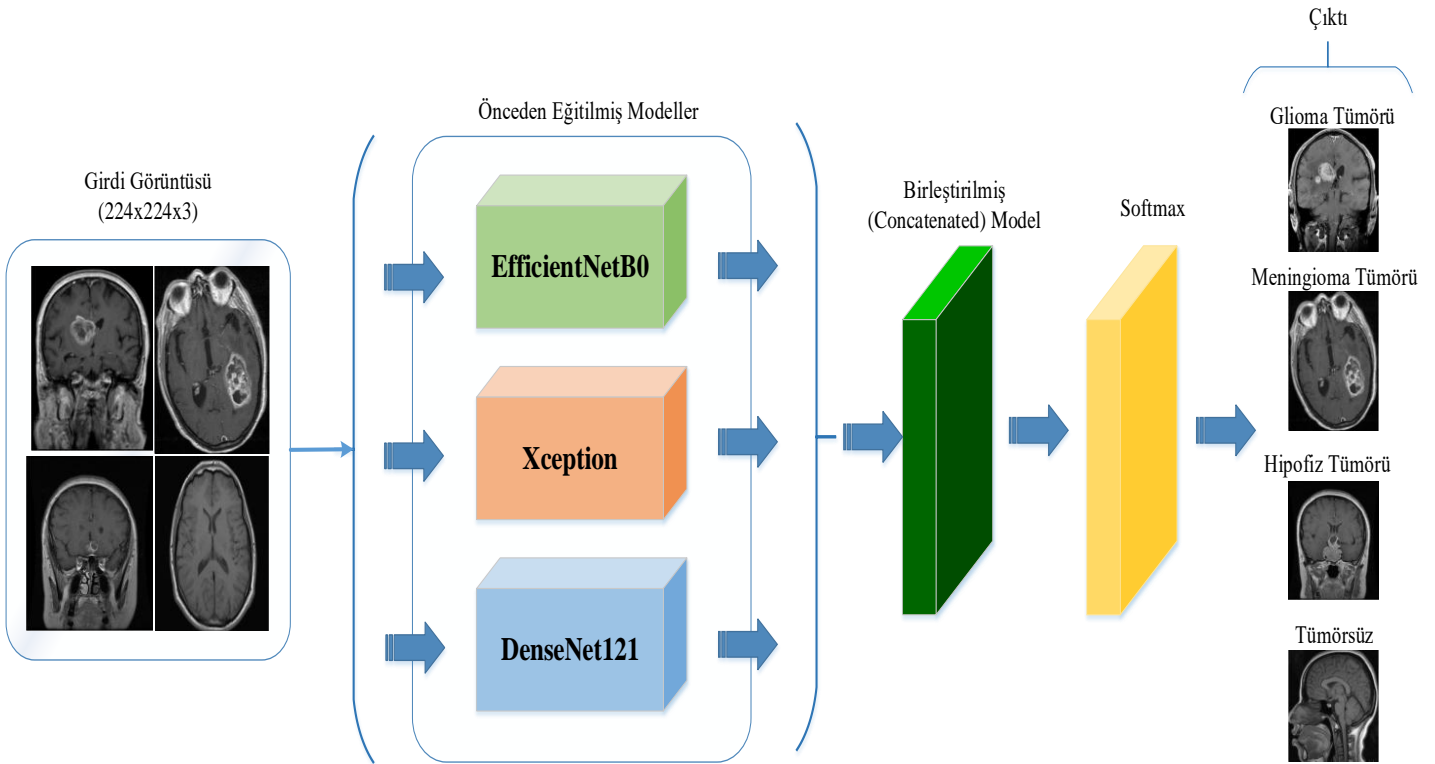 Girdi Görüntüsü
(224x224x3)
Önceden Eğitilmiş Modeller
EfficientNetB0
Xception
DenseNet121
Birleştirilmiş
(Concatenated) Model
Softmax
Çıktı
Glioma Tümörü
Meningioma Tümörü
Hipofiz Tümörü
Tümörsüz